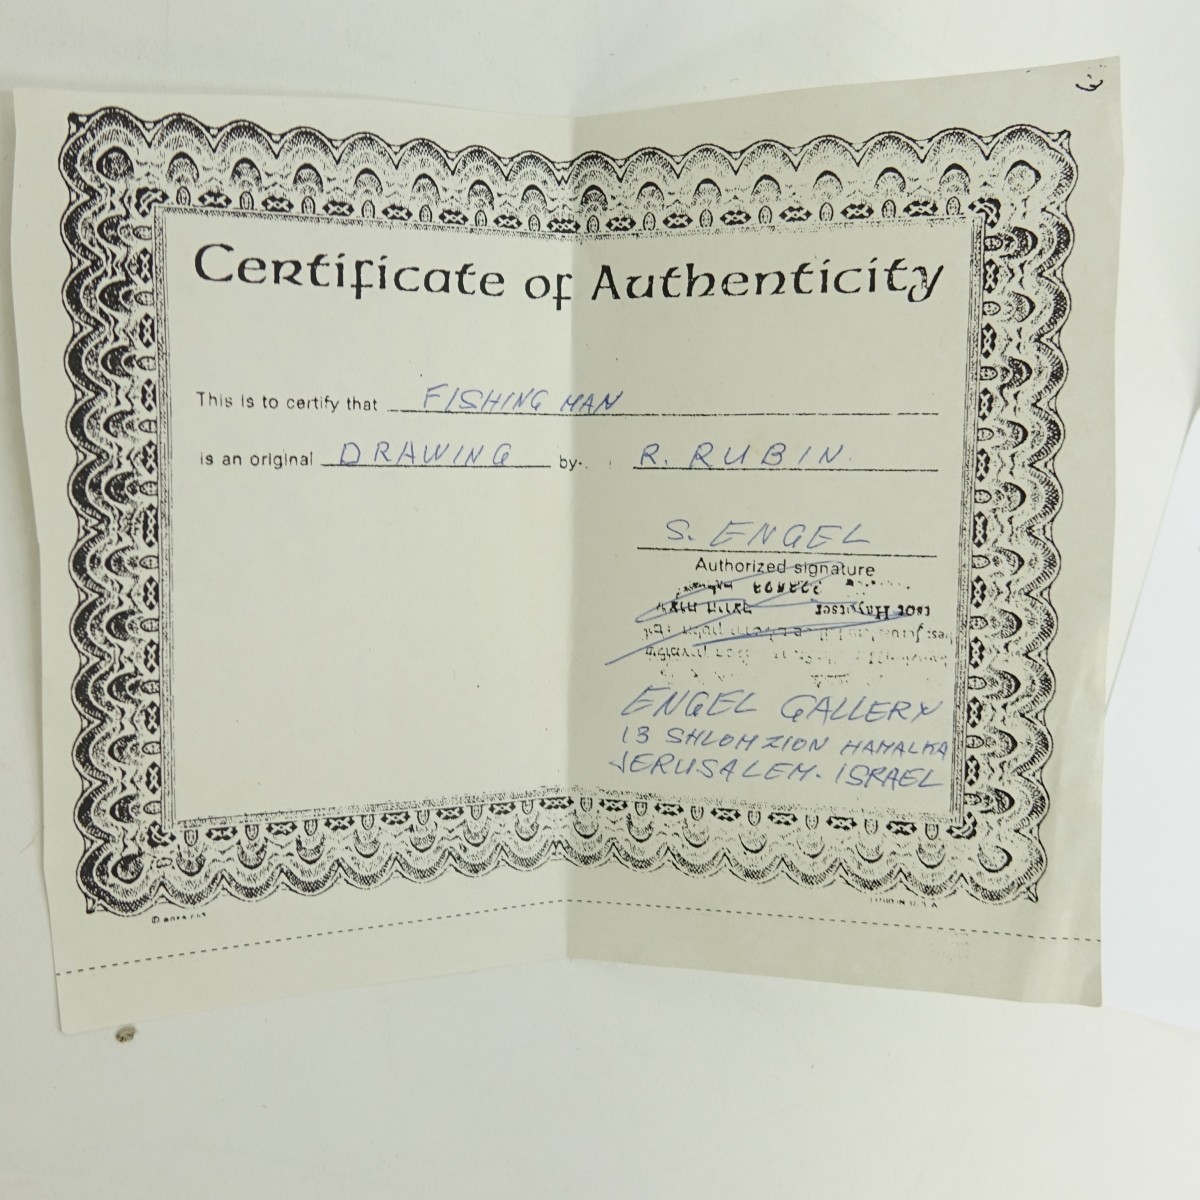 Certificate of Authenticity
This is to certify that FISHING MAN
is an original DRAWING by R. RUBIN.
S. ENGEL
Authorized signature
ENGEL GALLERY
13 SHLOMZION HAMALKA
JERUSALEM. ISRAEL